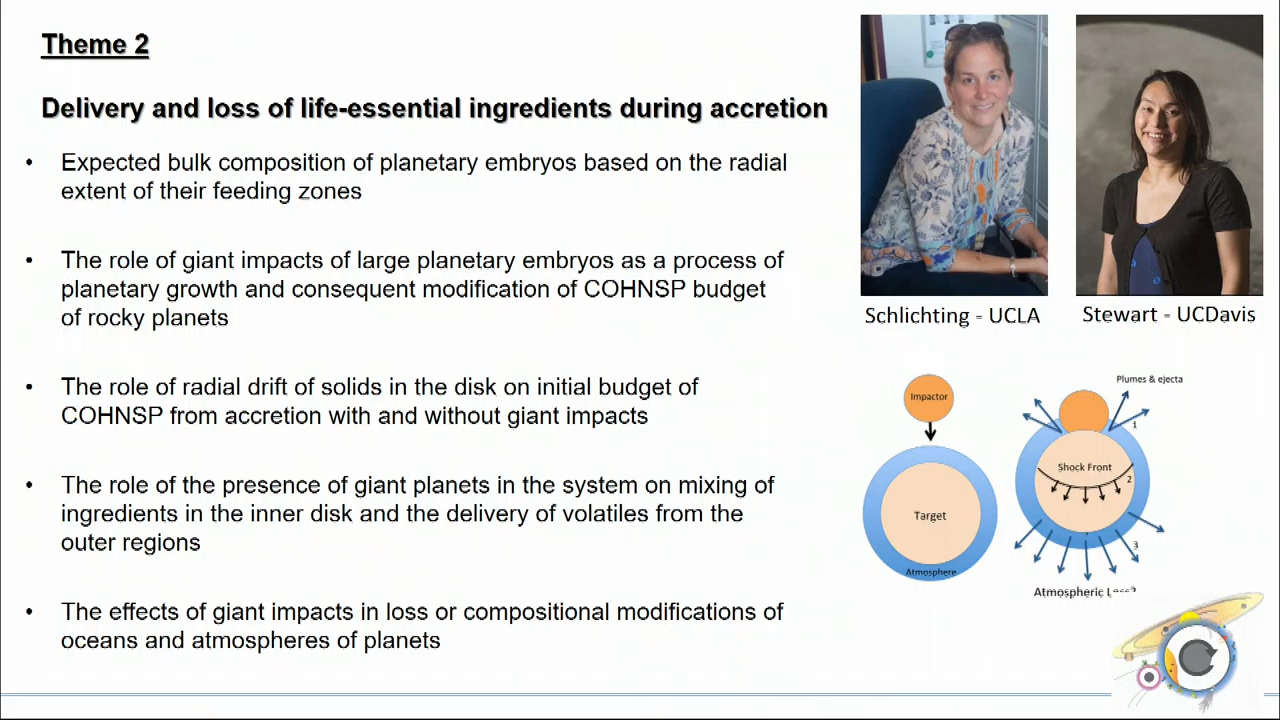 Theme 2
Delivery and loss of life-essential ingredients during accretion
• Expected bulk composition of planetary embryos based on the radial
extent of their feeding zones
• The role of giant impacts of large planetary embryos as a process of
planetary growth and consequent modification of COHNSP budget
of rocky planets
• The role of radial drift of solids in the disk on initial budget of
COHNSP from accretion with and without giant impacts
• The role of the presence of giant planets in the system on mixing of
ingredients in the inner disk and the delivery of volatiles from the
outer regions
• The effects of giant impacts in loss or compositional modifications of
oceans and atmospheres of planets
Schlichting - UCLA
Stewart - UCDavis
Impactor
Target
Atmosphere
Plumes & ejecta
1
Shock Front
2
3
Atmospheric